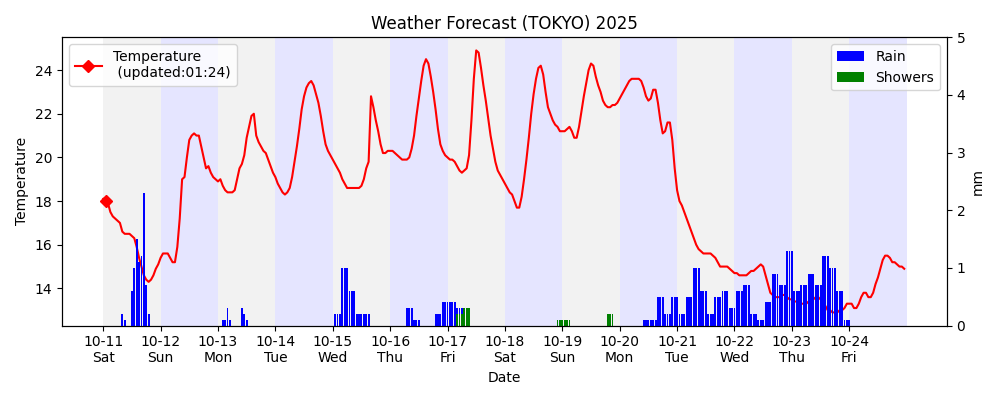 Weather Forecast (TOKYO) 2025
Temperature
(updated:01:24)
Rain
Showers
Temperature
24
22
20
18
16
14
5
4
3
2
1
0
mm
10-11 10-12 10-13 10-14 10-15 10-16 10-17 10-18 10-19 10-20 10-21 10-22 10-23 10-24
Sat Sun Mon Tue Wed Thu Fri Sat Sun Mon Tue Wed Thu Fri
Date